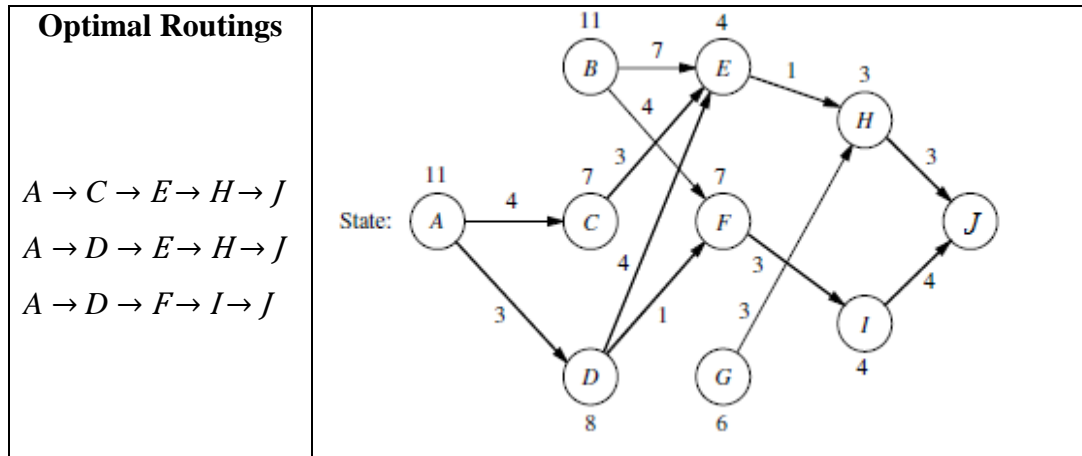 Optimal Routings
A → C → E → H → J
A → D → E → H → J
A → D → F → I → J
11
4
B
7
E
1
3
H
4
3
3
11
7
7
State:
A
4
C
F
J
4
3
4
3
1
3
I
D
G
4
8
6